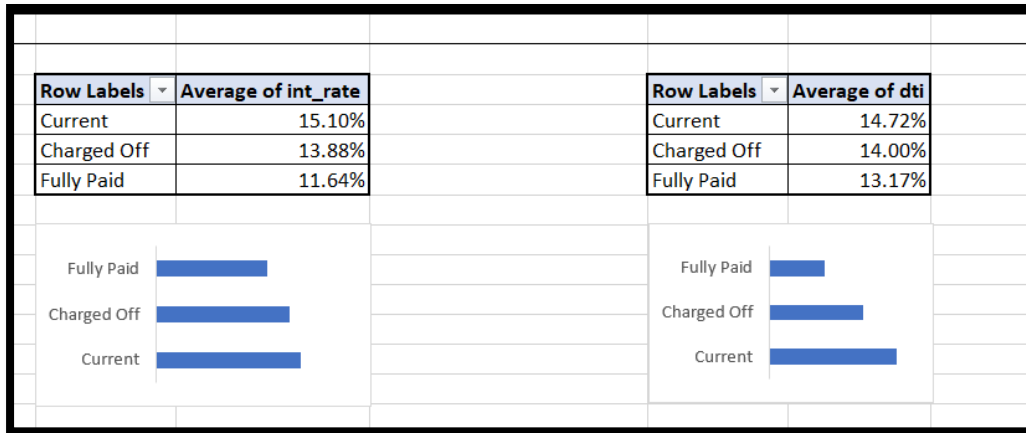 Row Labels Average of int_rate
Current 15.10%
Charged Off 13.88%
Fully Paid 11.64%
Row Labels Average of dti
Current 14.72%
Charged Off 14.00%
Fully Paid 13.17%
Fully Paid
Charged Off
Current
Fully Paid
Charged Off
Current